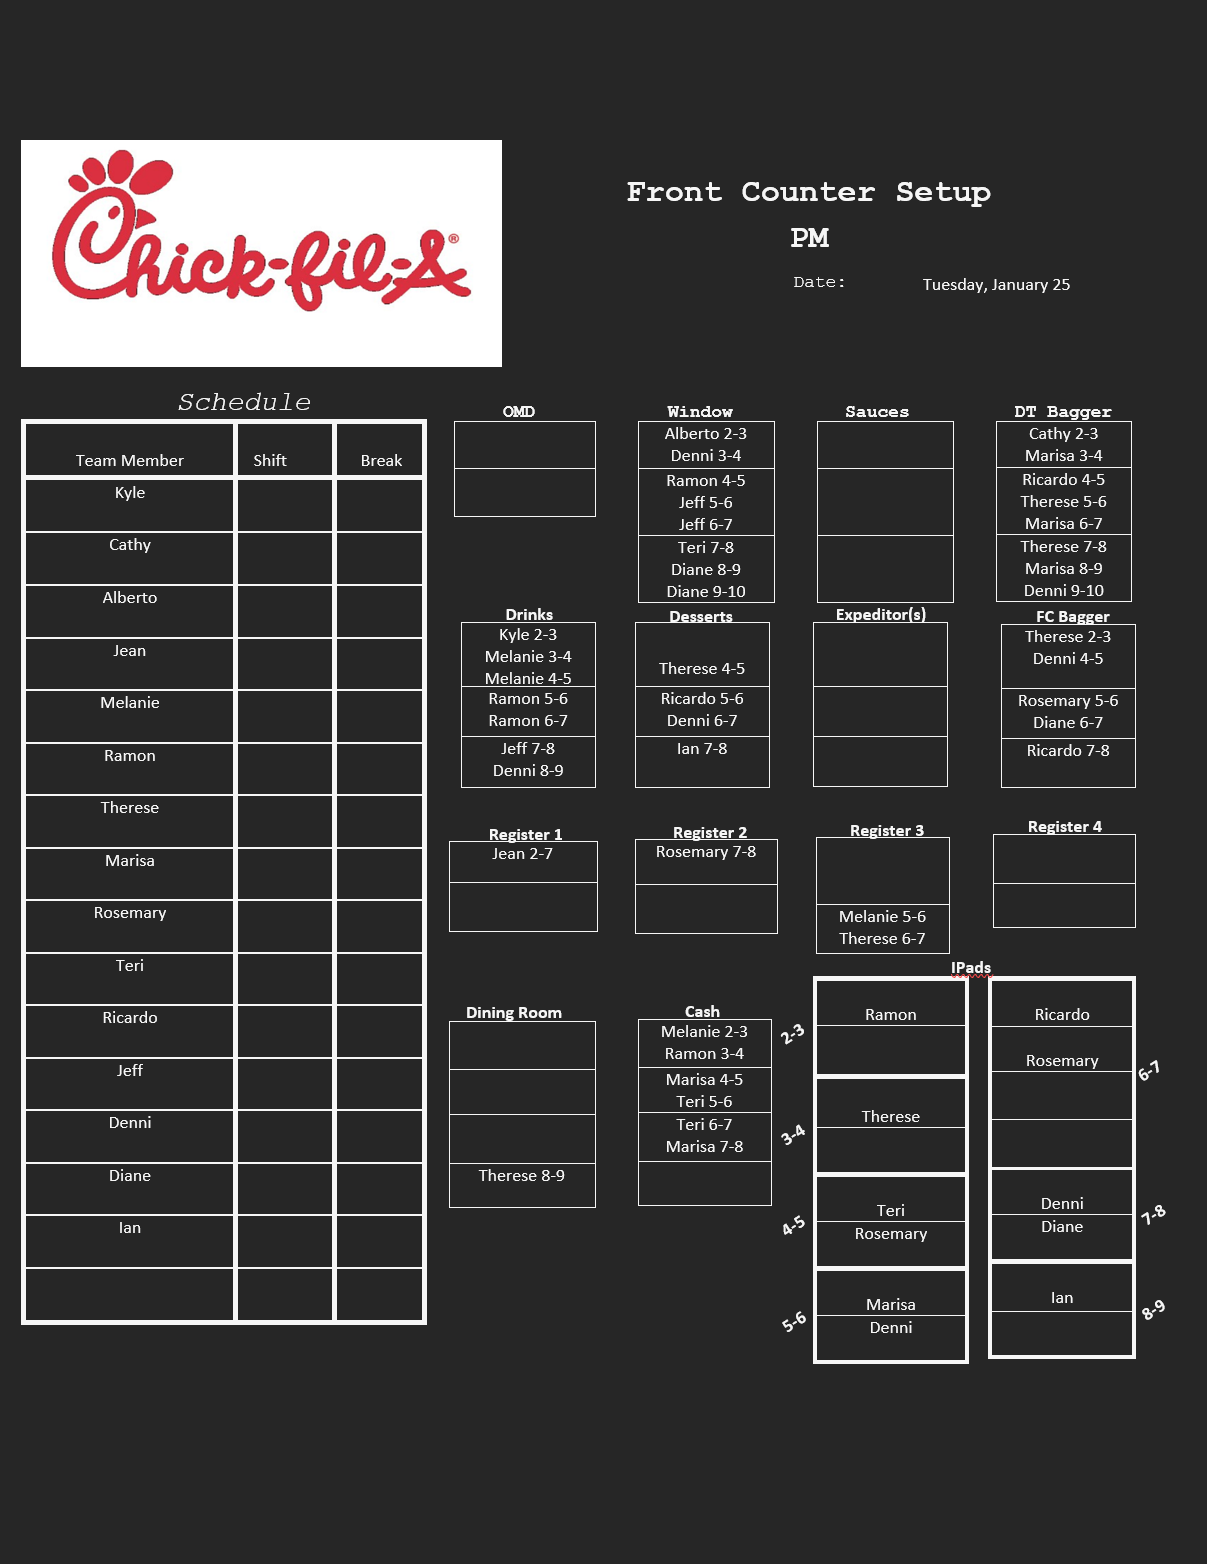 Chick-fil-A®
Front Counter Setup
PM
Date: Tuesday, January 25
Schedule
Team Member Shift Break
Kyle
Cathy
Alberto
Jean
Melanie
Ramon
Therese
Marisa
Rosemary
Teri
Ricardo
Jeff
Denni
Diane
Ian
OMD
Window
Alberto 2-3
Denni 3-4
Ramon 4-5
Jeff 5-6
Jeff 6-7
Teri 7-8
Diane 8-9
Diane 9-10
Sauces
DT Bagger
Cathy 2-3
Marisa 3-4
Ricardo 4-5
Therese 5-6
Marisa 6-7
Therese 7-8
Marisa 8-9
Denni 9-10
Drinks
Kyle 2-3
Melanie 3-4
Melanie 4-5
Ramon 5-6
Ramon 6-7
Jeff 7-8
Denni 8-9
Desserts
Therese 4-5
Ricardo 5-6
Denni 6-7
Ian 7-8
Expeditor(s)
FC Bagger
Therese 2-3
Denni 4-5
Rosemary 5-6
Diane 6-7
Ricardo 7-8
Register 1
Jean 2-7
Register 2
Rosemary 7-8
Register 3
Melanie 5-6
Therese 6-7
Register 4
Dining Room
Therese 8-9
Cash
Melanie 2-3
Ramon 3-4
Marisa 4-5
Teri 5-6
Teri 6-7
Marisa 7-8
IPads
2-3
Ramon
3-4
Therese
4-5
Teri
Rosemary
5-6
Marisa
Denni
Ricardo
Rosemary
6-7
Denni
Diane
7-8
Ian
8-9